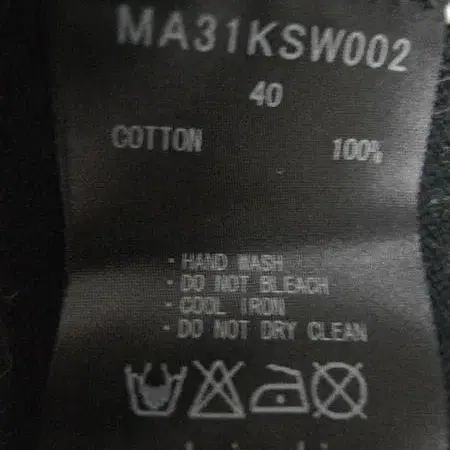 MA31KSW002
40
COTTON 100%
・HAND WASH
・DO NOT BLEACH
・COOL IRON
・DO NOT DRY CLEAN